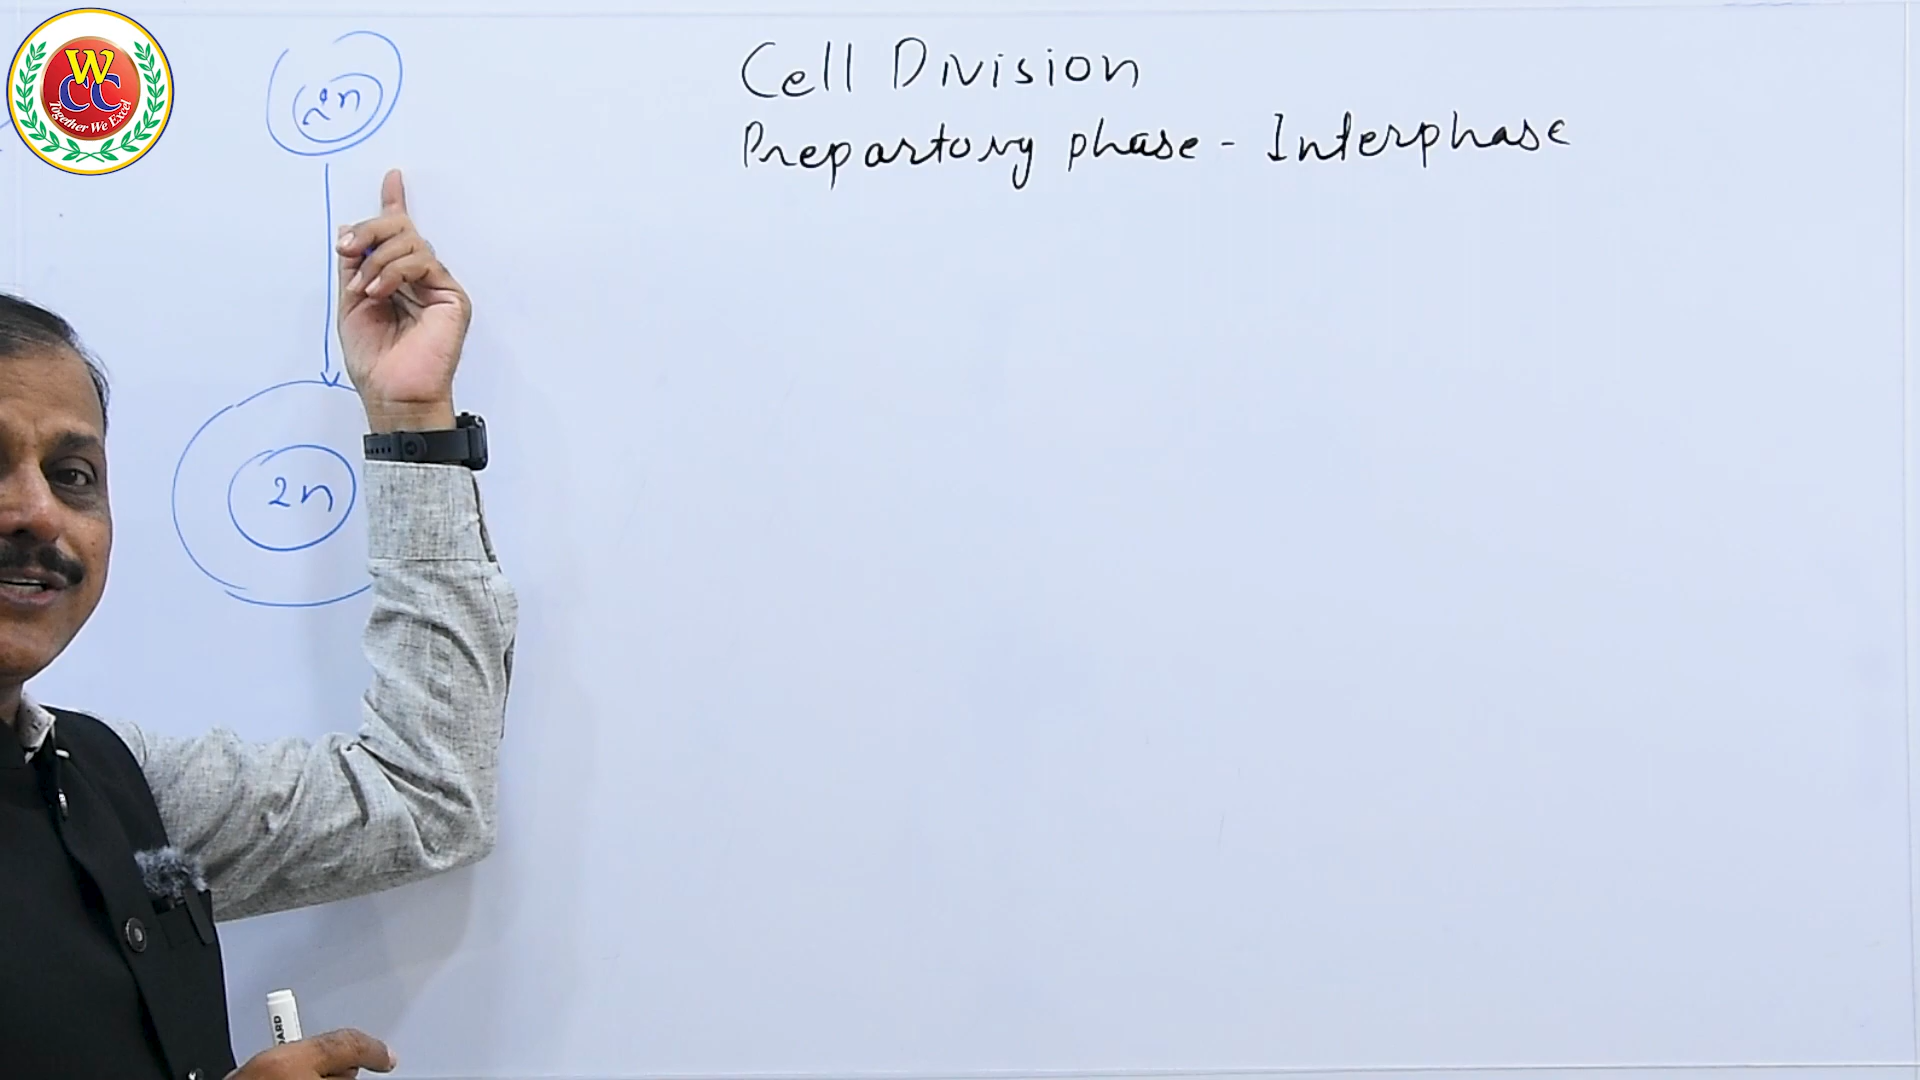 WCC
Together We Excel
2n
Cell Division
Prepartory phase - Interphase
2n